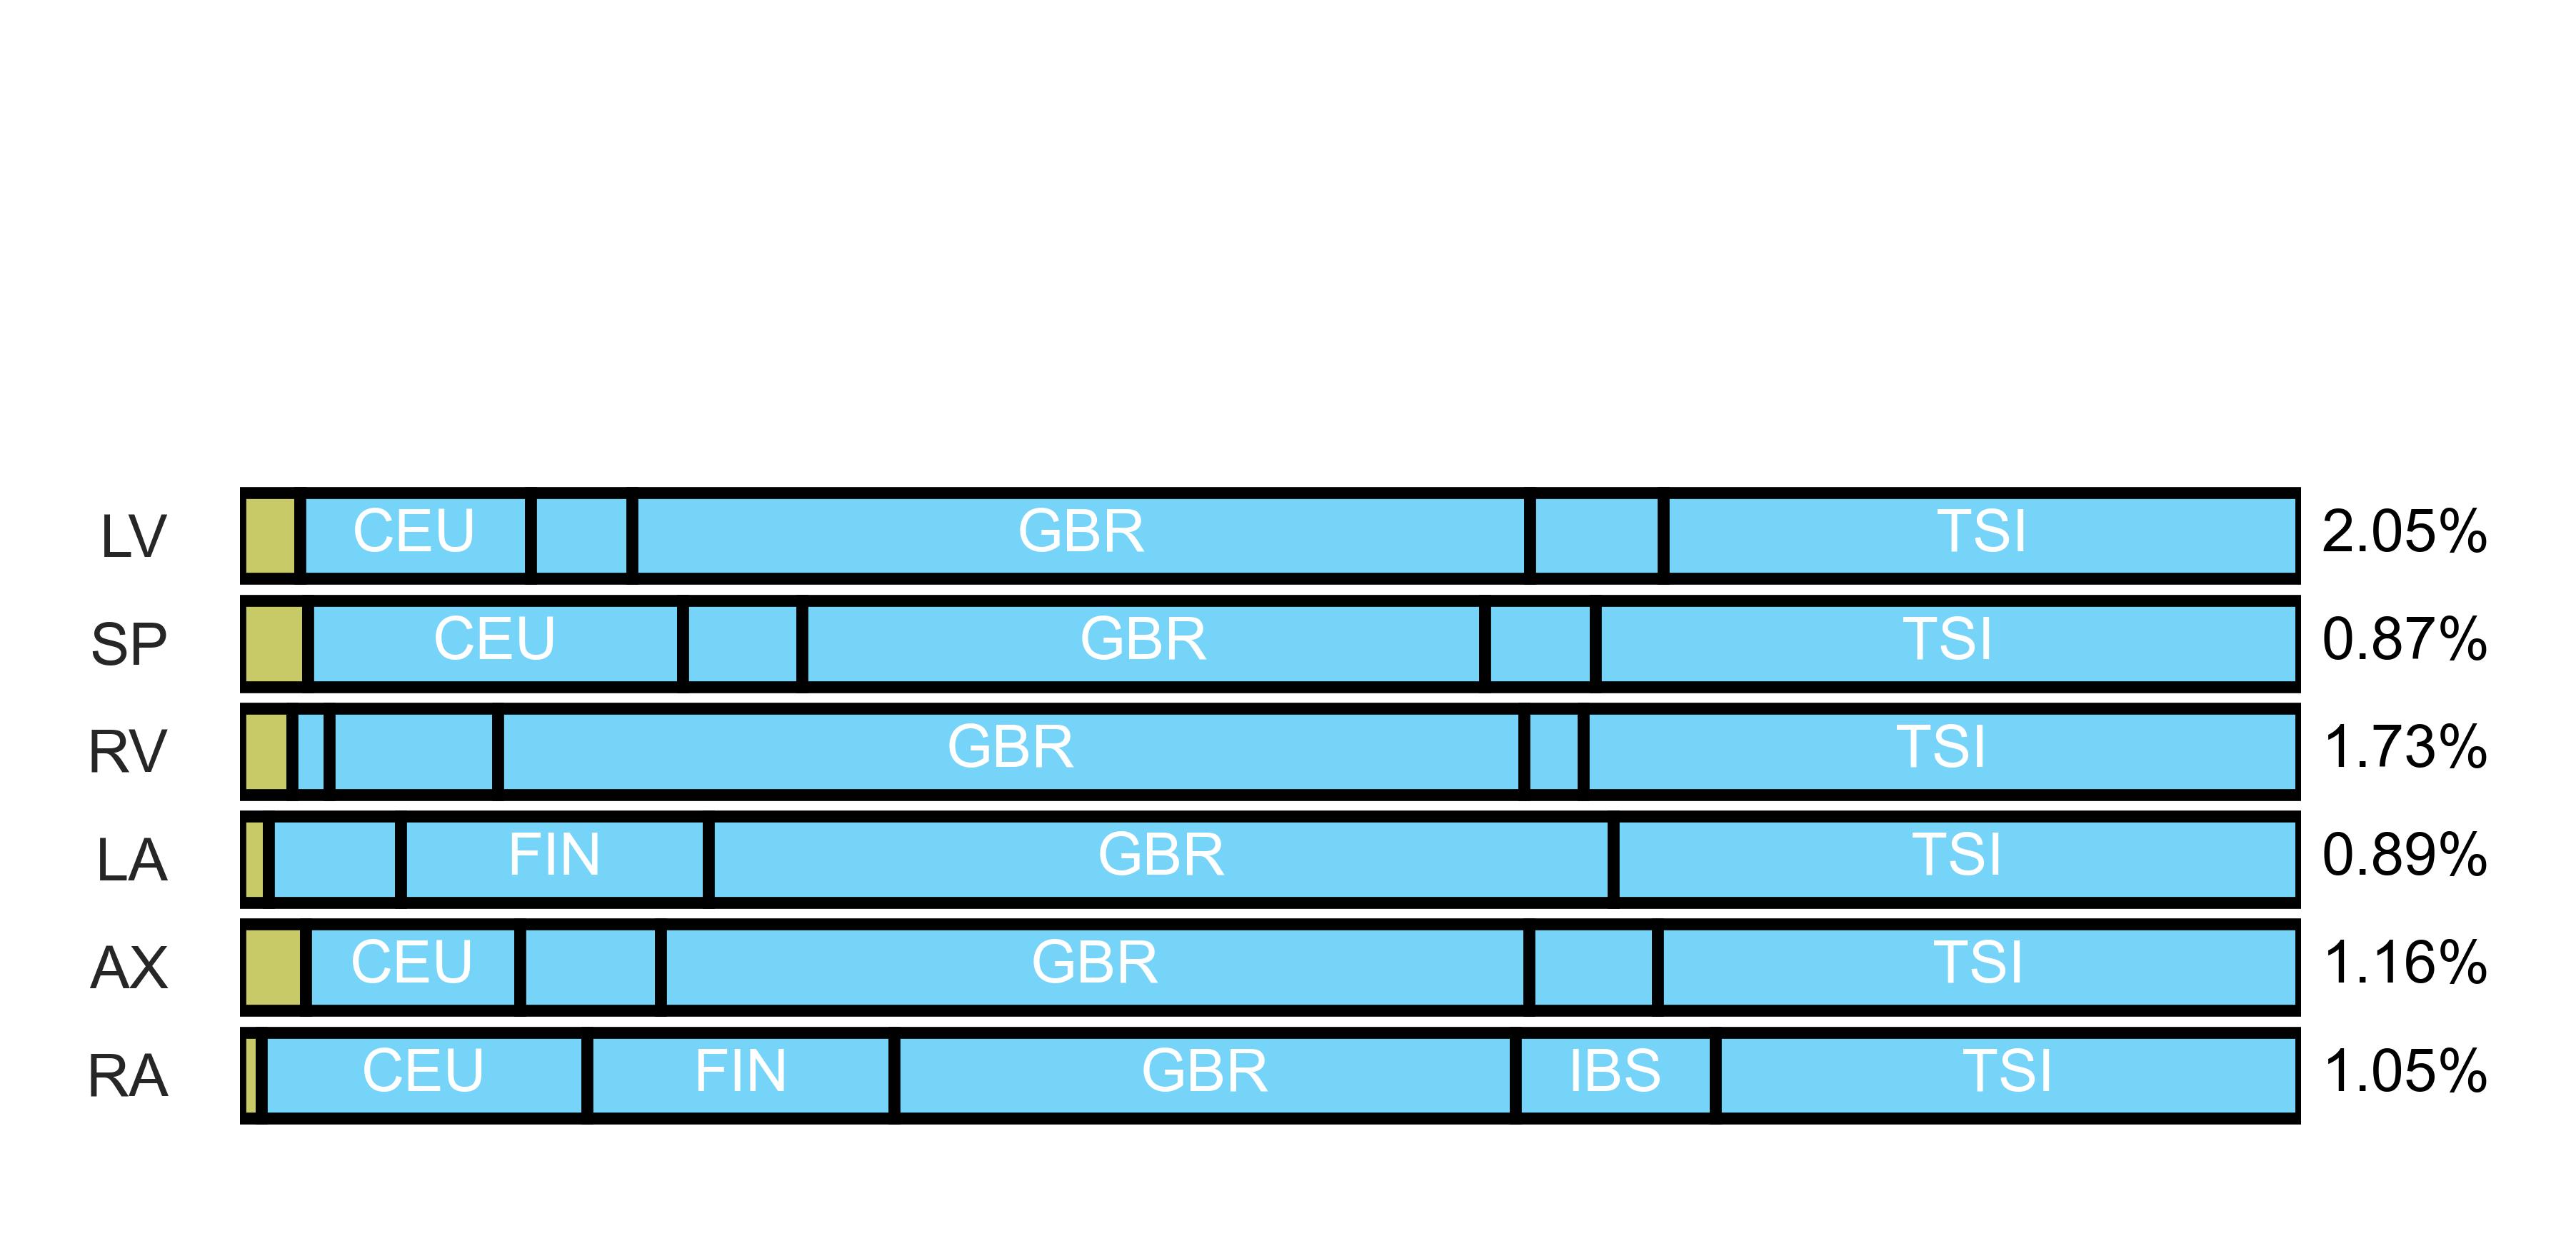 LV CEU GBR TSI 2.05%
SP CEU GBR TSI 0.87%
RV GBR TSI 1.73%
LA FIN GBR TSI 0.89%
AX CEU GBR TSI 1.16%
RA CEU FIN GBR IBS TSI 1.05%